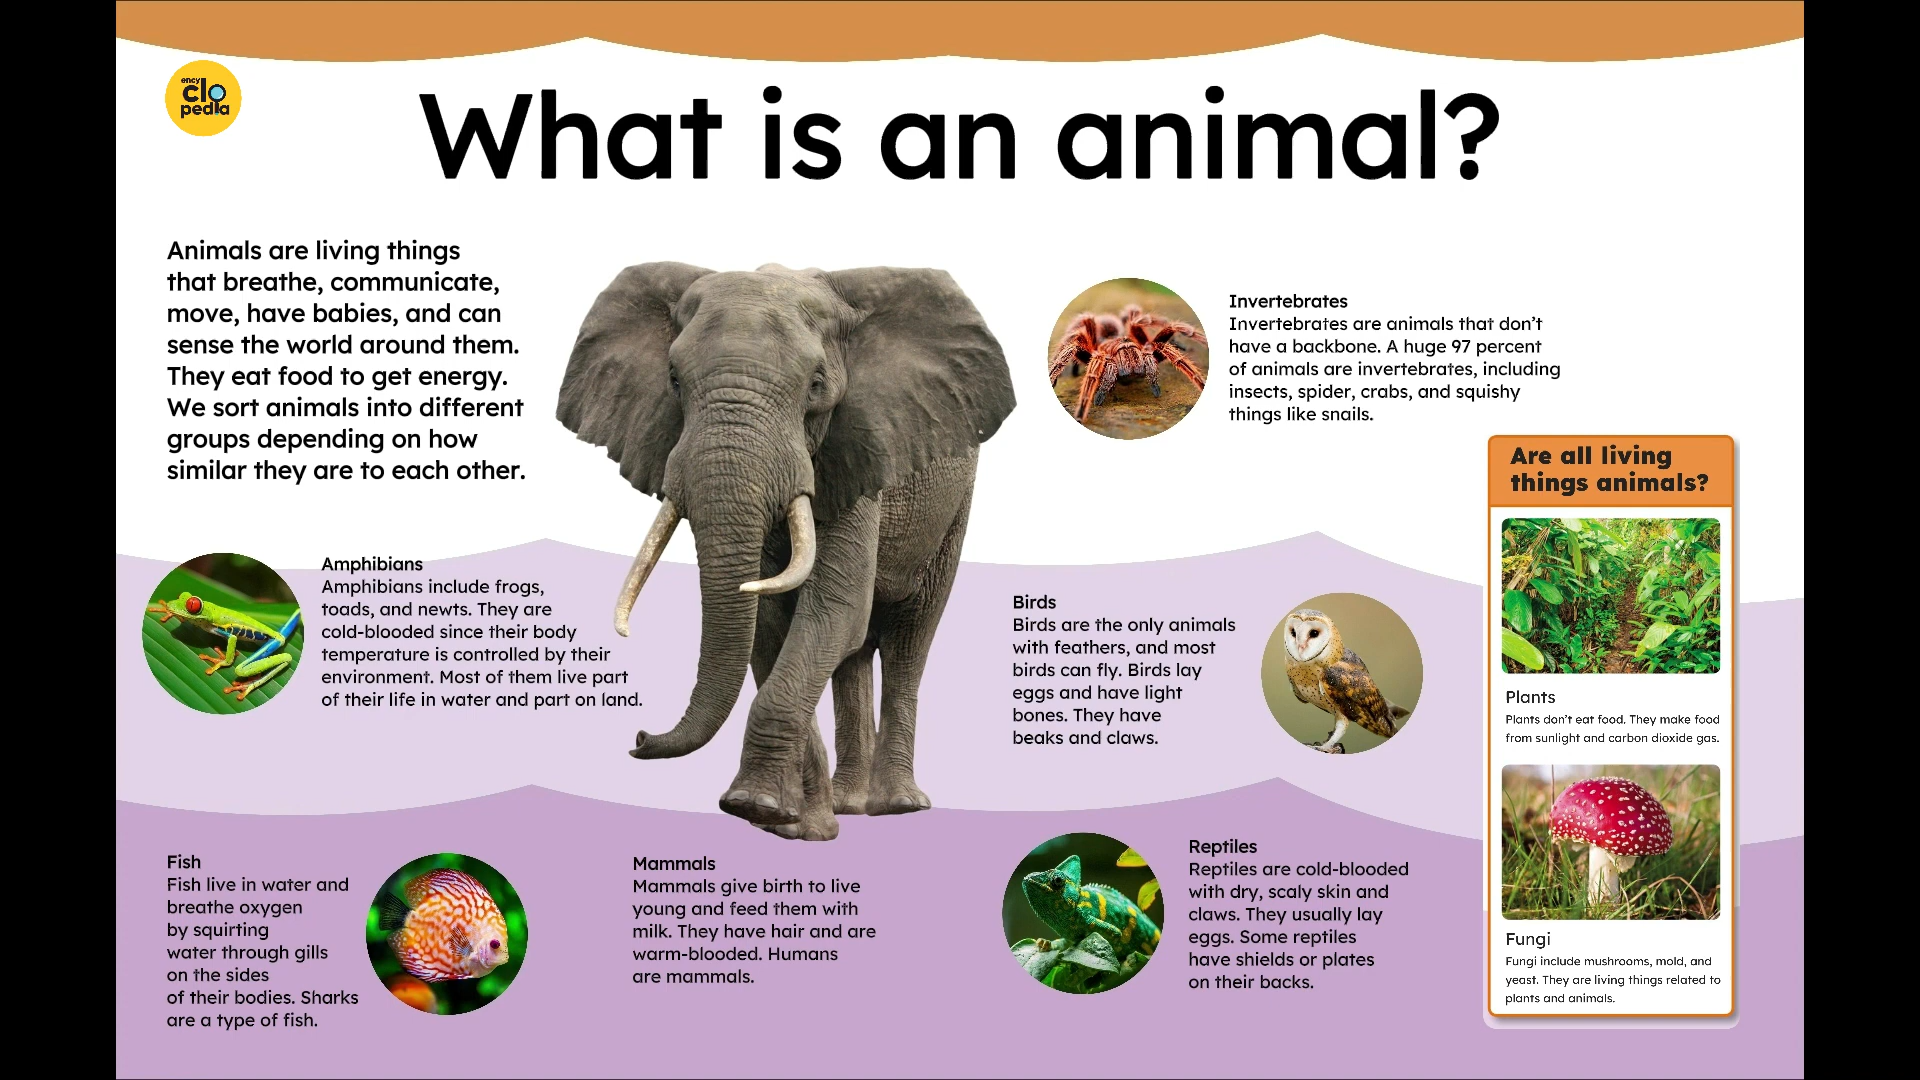 ency
clo
pedia
What is an animal?
Animals are living things
that breathe, communicate,
move, have babies, and can
sense the world around them.
They eat food to get energy.
We sort animals into different
groups depending on how
similar they are to each other.
Invertebrates
Invertebrates are animals that don’t
have a backbone. A huge 97 percent
of animals are invertebrates, including
insects, spider, crabs, and squishy
things like snails.
Amphibians
Amphibians include frogs,
toads, and newts. They are
cold-blooded since their body
temperature is controlled by their
environment. Most of them live part
of their life in water and part on land.
Birds
Birds are the only animals
with feathers, and most
birds can fly. Birds lay
eggs and have light
bones. They have
beaks and claws.
Fish
Fish live in water and
breathe oxygen
by squirting
water through gills
on the sides
of their bodies. Sharks
are a type of fish.
Mammals
Mammals give birth to live
young and feed them with
milk. They have hair and are
warm-blooded. Humans
are mammals.
Reptiles
Reptiles are cold-blooded
with dry, scaly skin and
claws. They usually lay
eggs. Some reptiles
have shields or plates
on their backs.
Are all living
things animals?
Plants
Plants don’t eat food. They make food
from sunlight and carbon dioxide gas.
Fungi
Fungi include mushrooms, mold, and
yeast. They are living things related to
plants and animals.